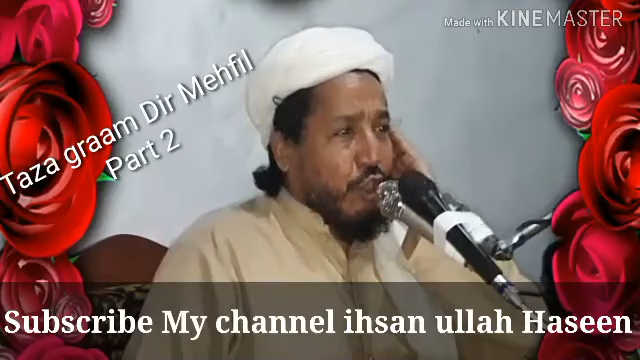 Made with KINEMASTER
Taza graam Dir Mehfil
Part 2
Subscribe My channel ihsan ullah Haseen